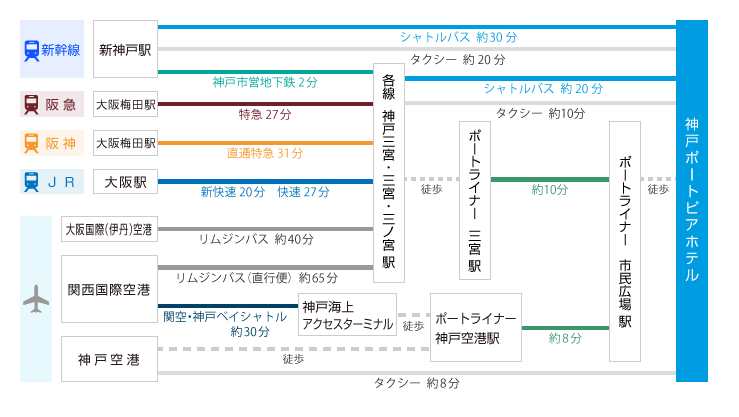 新幹線
新神戸駅
シャトルバス 約30分
タクシー 約20分
神戸市営地下鉄 2分
阪急
大阪梅田駅
特急 27分
阪神
大阪梅田駅
直通特急 31分
JR
大阪駅
新快速 20分 快速 27分
各線 神戸三宮・三宮・三ノ宮 駅
シャトルバス 約20分
タクシー 約10分
徒歩
ポートライナー 三宮 駅
約10分
ポートライナー 市民広場 駅
徒歩
神戸ポートピアホテル
大阪国際(伊丹)空港
リムジンバス 約40分
関西国際空港
リムジンバス(直行便) 約65分
関空・神戸ベイシャトル
約30分
神戸海上
アクセスターミナル
徒歩
ポートライナー
神戸空港駅
約8分
神戸空港
徒歩
タクシー 約8分